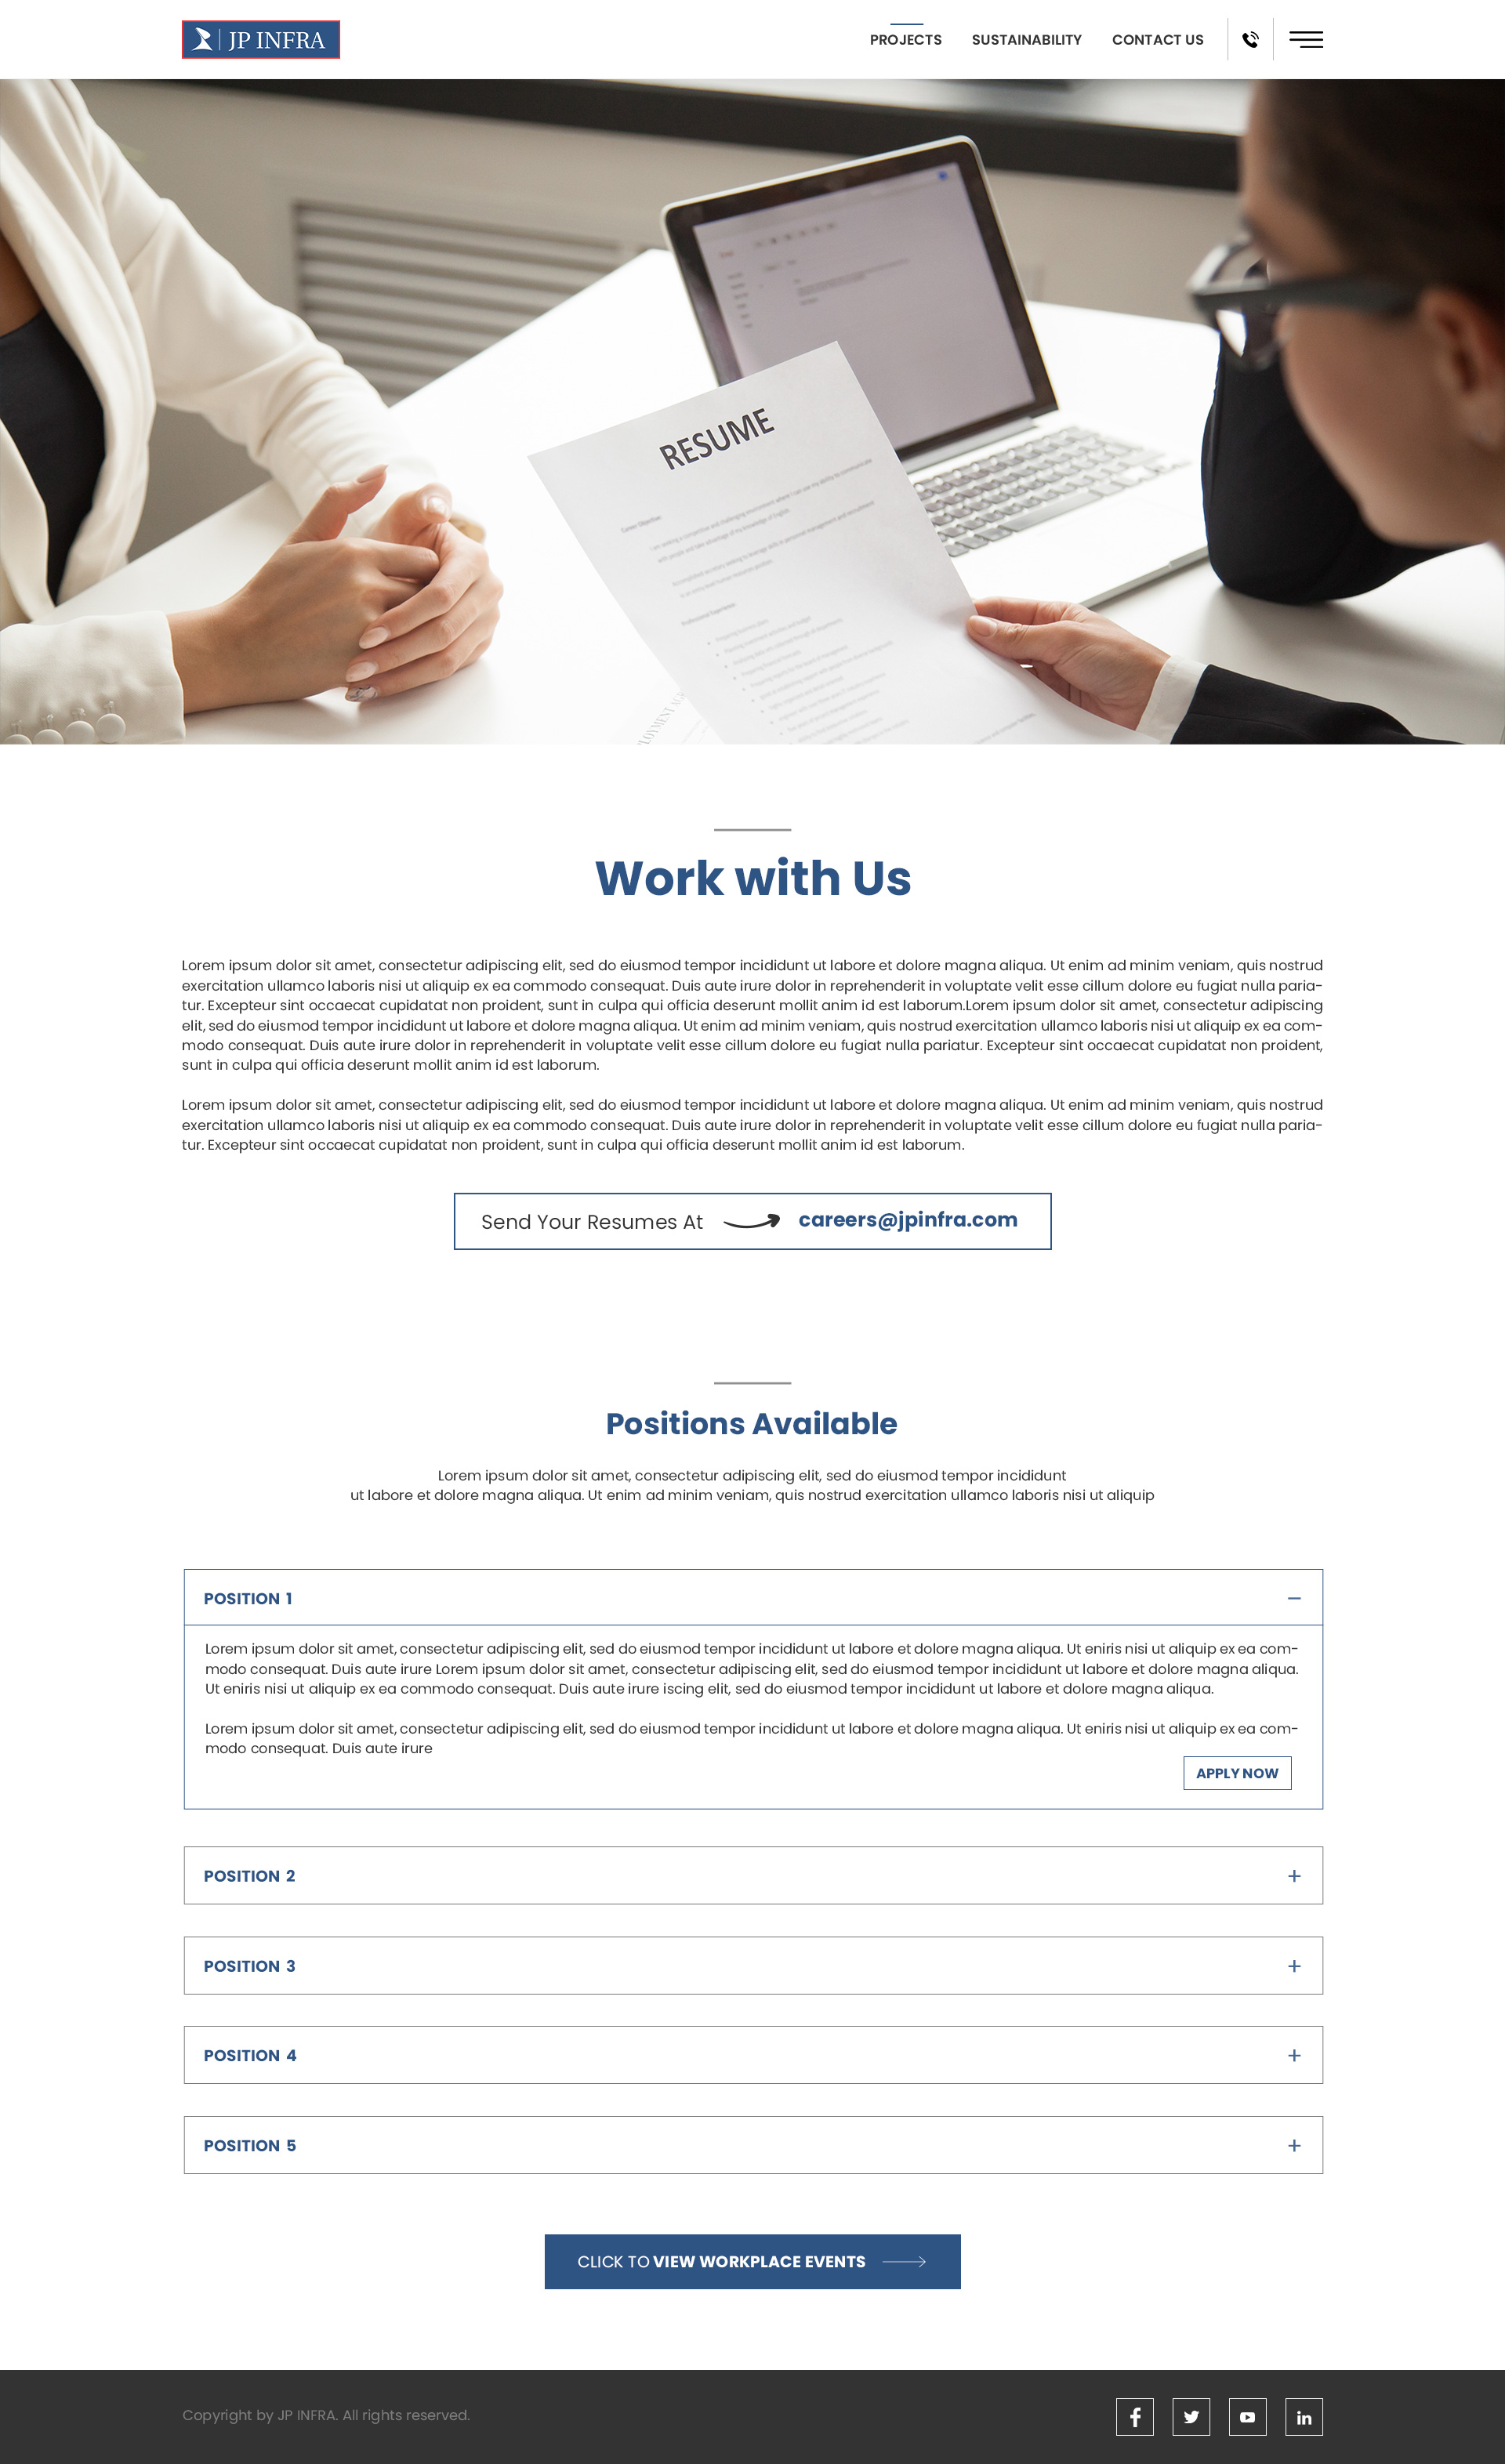 JP INFRA
PROJECTS
SUSTAINABILITY
CONTACT US
RESUME
Career Objective:
Professional Experience:
Work with Us
Lorem ipsum dolor sit amet, consectetur adipiscing elit, sed do eiusmod tempor incididunt ut labore et dolore magna aliqua. Ut enim ad minim veniam, quis nostrud
exercitation ullamco laboris nisi ut aliquip ex ea commodo consequat. Duis aute irure dolor in reprehenderit in voluptate velit esse cillum dolore eu fugiat nulla paria-
tur. Excepteur sint occaecat cupidatat non proident, sunt in culpa qui officia deserunt mollit anim id est laborum.Lorem ipsum dolor sit amet, consectetur adipiscing
elit, sed do eiusmod tempor incididunt ut labore et dolore magna aliqua. Ut enim ad minim veniam, quis nostrud exercitation ullamco laboris nisi ut aliquip ex ea com-
modo consequat. Duis aute irure dolor in reprehenderit in voluptate velit esse cillum dolore eu fugiat nulla pariatur. Excepteur sint occaecat cupidatat non proident,
sunt in culpa qui officia deserunt mollit anim id est laborum.
Lorem ipsum dolor sit amet, consectetur adipiscing elit, sed do eiusmod tempor incididunt ut labore et dolore magna aliqua. Ut enim ad minim veniam, quis nostrud
exercitation ullamco laboris nisi ut aliquip ex ea commodo consequat. Duis aute irure dolor in reprehenderit in voluptate velit esse cillum dolore eu fugiat nulla paria-
tur. Excepteur sint occaecat cupidatat non proident, sunt in culpa qui officia deserunt mollit anim id est laborum.
Send Your Resumes At careers@jpinfra.com
Positions Available
Lorem ipsum dolor sit amet, consectetur adipiscing elit, sed do eiusmod tempor incididunt
ut labore et dolore magna aliqua. Ut enim ad minim veniam, quis nostrud exercitation ullamco laboris nisi ut aliquip
POSITION 1
Lorem ipsum dolor sit amet, consectetur adipiscing elit, sed do eiusmod tempor incididunt ut labore et dolore magna aliqua. Ut eniris nisi ut aliquip ex ea com-
modo consequat. Duis aute irure Lorem ipsum dolor sit amet, consectetur adipiscing elit, sed do eiusmod tempor incididunt ut labore et dolore magna aliqua.
Ut eniris nisi ut aliquip ex ea commodo consequat. Duis aute irure iscing elit, sed do eiusmod tempor incididunt ut labore et dolore magna aliqua.
Lorem ipsum dolor sit amet, consectetur adipiscing elit, sed do eiusmod tempor incididunt ut labore et dolore magna aliqua. Ut eniris nisi ut aliquip ex ea com-
modo consequat. Duis aute irure
APPLY NOW
POSITION 2
POSITION 3
POSITION 4
POSITION 5
CLICK TO VIEW WORKPLACE EVENTS
Copyright by JP INFRA. All rights reserved.